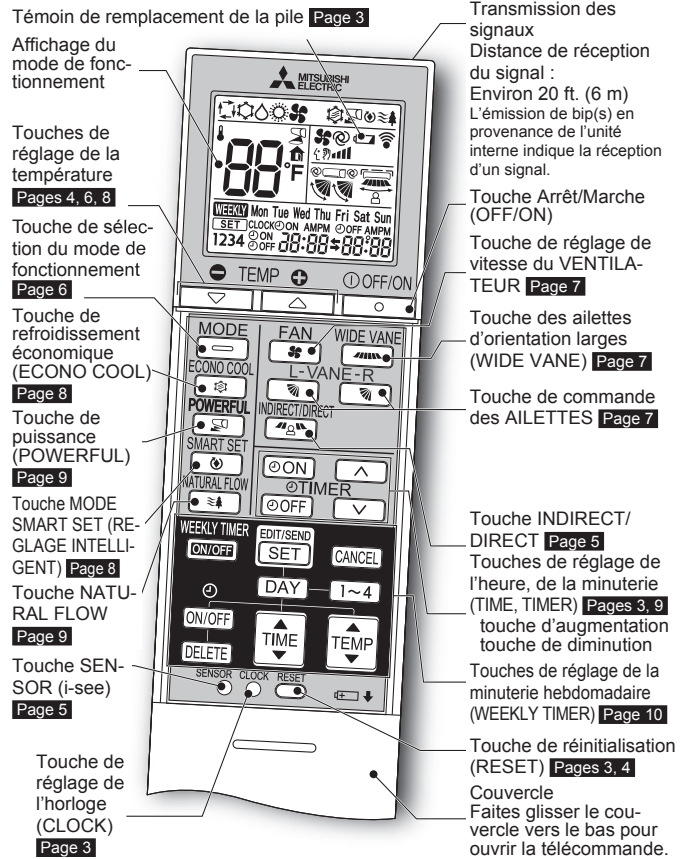 Témoin de remplacement de la pile Page 3
Affichage du
mode de fonc-
tionnement
Touches de
réglage de la
température
Pages 4, 6, 8
Touche de sélec-
tion du mode de
fonctionnement
Page 6
Touche de
refroidissement
économique
(ECONO COOL)
Page 8
Touche de
puissance
(POWERFUL)
Page 9
Touche MODE
SMART SET (RE-
GLAGE INTELLI-
GENT) Page 8
Touche NATU-
RAL FLOW
Page 9
Touche SEN-
SOR (i-see)
Page 5
Touche de
réglage de
l'horloge
(CLOCK)
Page 3
MITSUBISHI
ELECTRIC
88°F
WEEKLY Mon Tue Wed Thu Fri Sat Sun
SET CLOCK ON AMPM OFF AMPM
1234 ON OFF 88:88 88:88
TEMP OFF/ON
MODE FAN WIDE VANE
ECONO COOL L-VANE-R
POWERFUL INDIRECT/DIRECT
SMART SET ON
TIMER
NATURAL FLOW OFF
WEEKLY TIMER EDIT/SEND
ON/OFF SET CANCEL
DAY 1~4
ON/OFF TIME TEMP
DELETE
SENSOR CLOCK RESET
Transmission des
signaux
Distance de réception
du signal :
Environ 20 ft. (6 m)
L'émission de bip(s) en
provenance de l'unité
interne indique la réception
d'un signal.
Touche Arrêt/Marche
(OFF/ON)
Touche de réglage de
vitesse du VENTILA-
TEUR Page 7
Touche des ailettes
d'orientation larges
(WIDE VANE) Page 7
Touche de commande
des AILETTES Page 7
Touche INDIRECT/
DIRECT Page 5
Touches de réglage de
l'heure, de la minuterie
(TIME, TIMER) Pages 3, 9
touche d'augmentation
touche de diminution
Touches de réglage de la
minuterie hebdomadaire
(WEEKLY TIMER) Page 10
Touche de réinitialisation
(RESET) Pages 3, 4
Couvercle
Faites glisser le cou-
vercle vers le bas pour
ouvrir la télécommande.